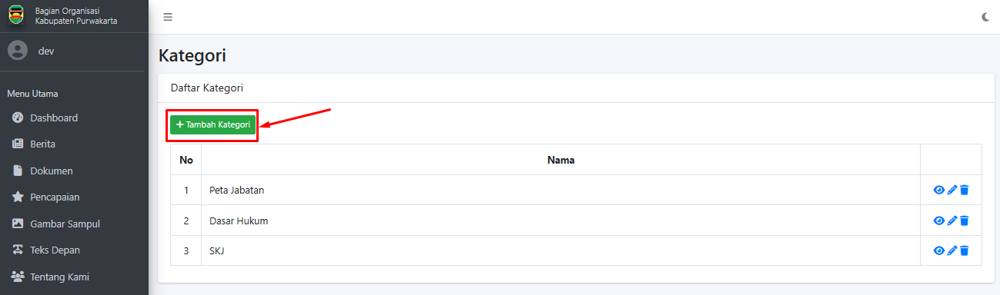 Bagian Organisasi
Kabupaten Purwakarta
dev
Menu Utama
Dashboard
Berita
Dokumen
Pencapaian
Gambar Sampul
Teks Depan
Tentang Kami
Kategori
Daftar Kategori
Tambah Kategori
No Nama
1 Peta Jabatan
2 Dasar Hukum
3 SKJ